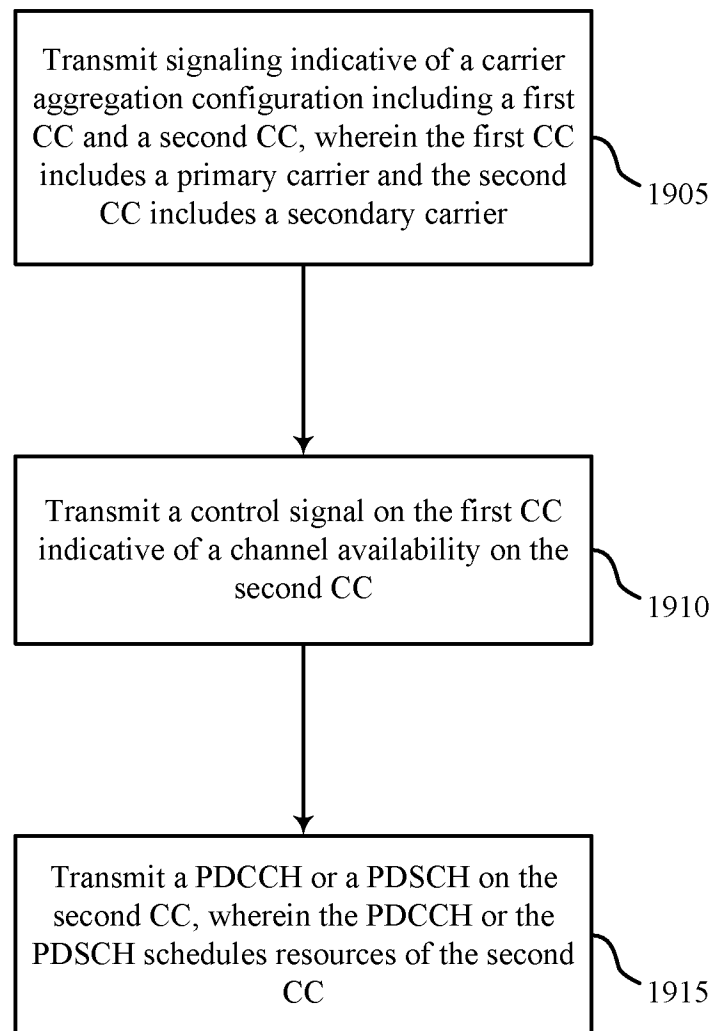 Transmit signaling indicative of a carrier
aggregation configuration including a first
CC and a second CC, wherein the first CC
includes a primary carrier and the second
CC includes a secondary carrier
1905
Transmit a control signal on the first CC
indicative of a channel availability on the
second CC
1910
Transmit a PDCCH or a PDSCH on the
second CC, wherein the PDCCH or the
PDSCH schedules resources of the second
CC
1915